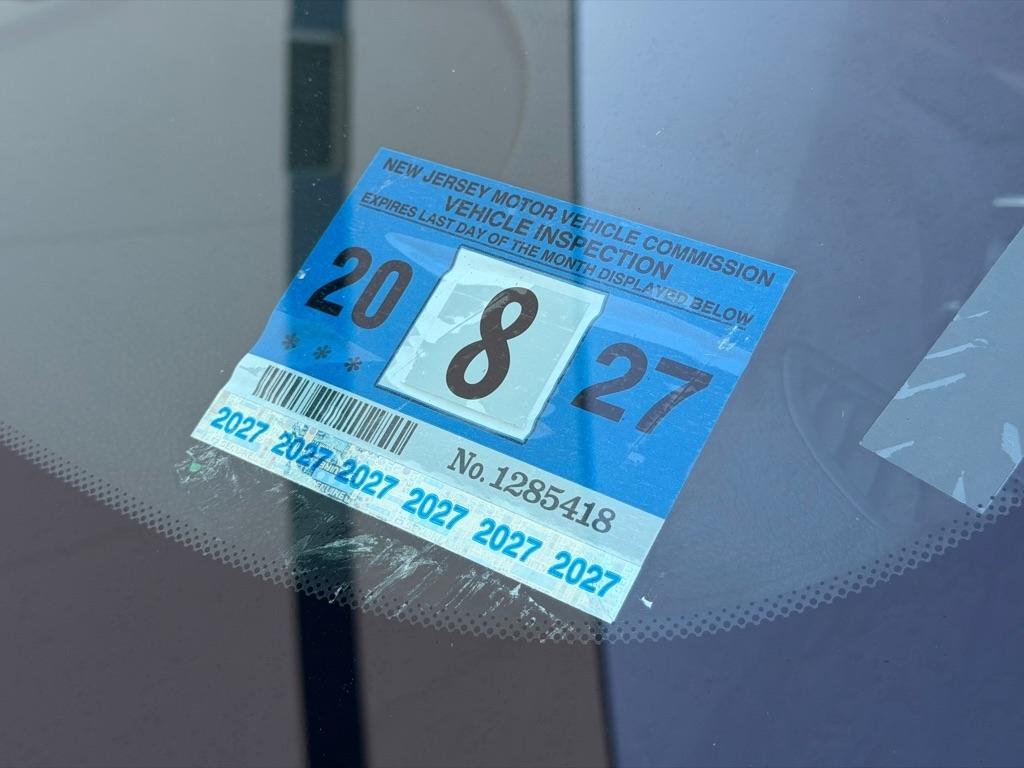 NEW JERSEY MOTOR VEHICLE COMMISSION
VEHICLE INSPECTION
EXPIRES LAST DAY OF THE MONTH DISPLAYED BELOW
20 8 27
* * *
No. 1285418
2027 2027 2027 2027 2027 2027